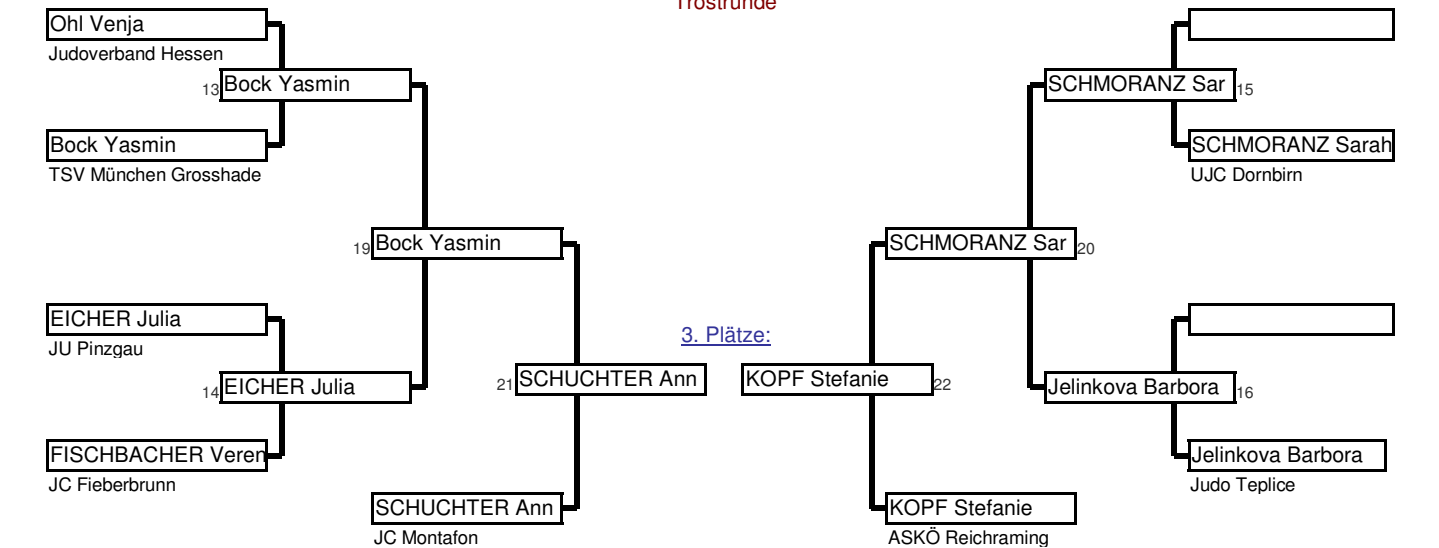 Trostrunde
Ohl Venja
Judoverband Hessen
13 Bock Yasmin
SCHMORANZ Sar 15
Bock Yasmin
TSV München Grosshade
SCHMORANZ Sarah
UJC Dornbirn
19 Bock Yasmin
SCHMORANZ Sar 20
EICHER Julia
JU Pinzgau
3. Plätze:
14 EICHER Julia
21 SCHUCHTER Ann
KOPF Stefanie 22
Jelinkova Barbora 16
FISCHBACHER Veren
JC Fieberbrunn
Jelinkova Barbora
Judo Teplice
SCHUCHTER Ann
JC Montafon
KOPF Stefanie
ASKÖ Reichraming